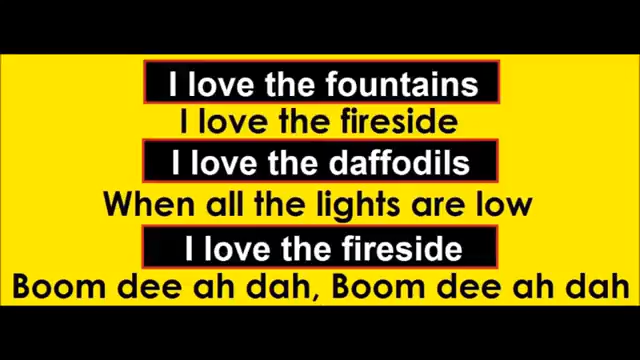 I love the fountains
I love the fireside
I love the daffodils
When all the lights are low
I love the fireside
Boom dee ah dah, Boom dee ah dah